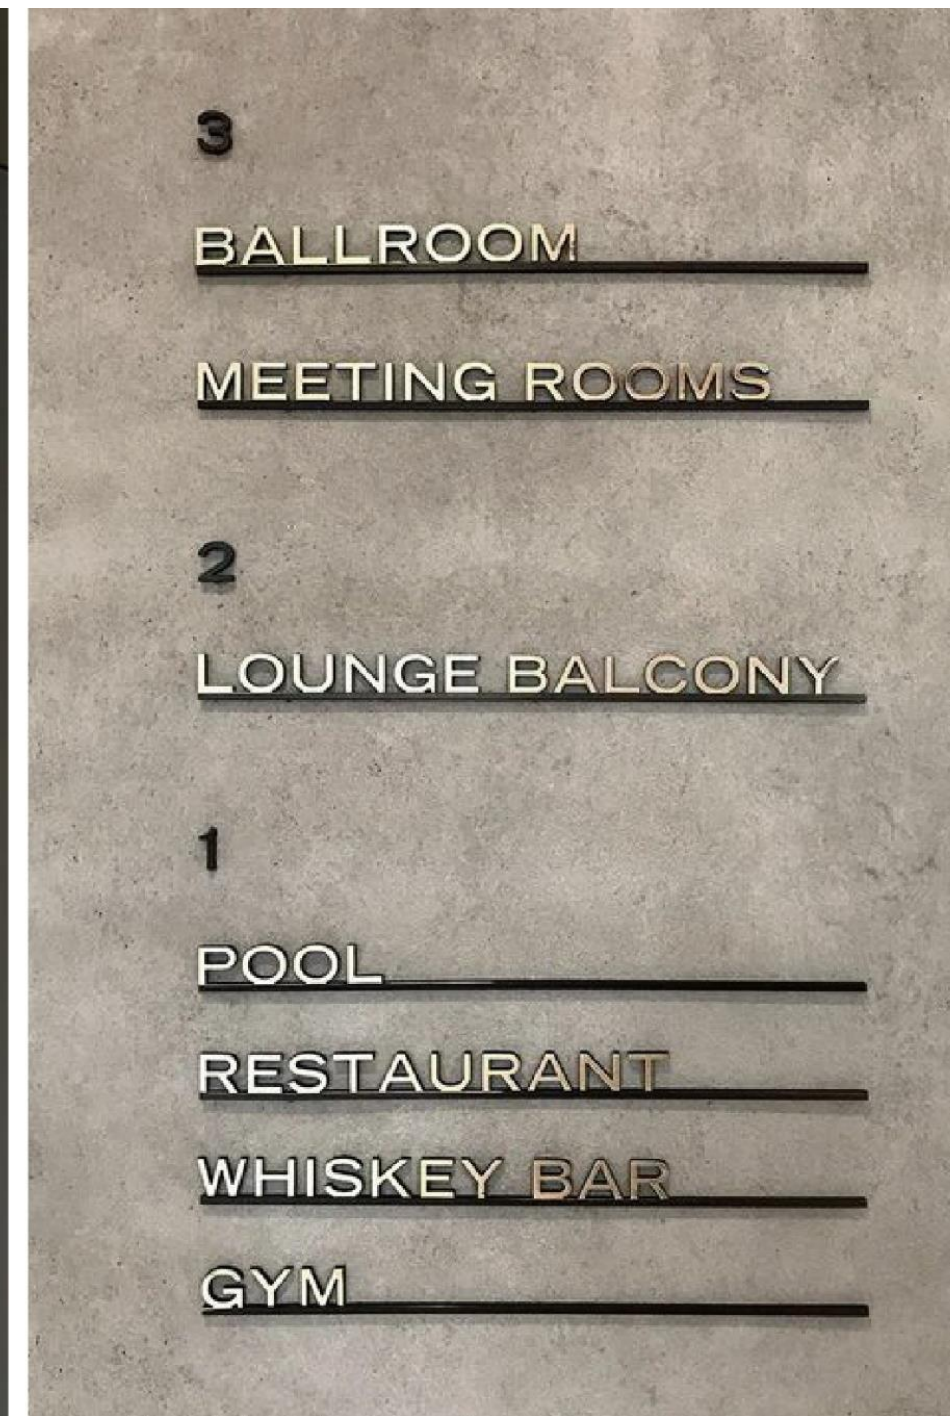 3
BALLROOM
MEETING ROOMS
2
LOUNGE BALCONY
1
POOL
RESTAURANT
WHISKEY BAR
GYM